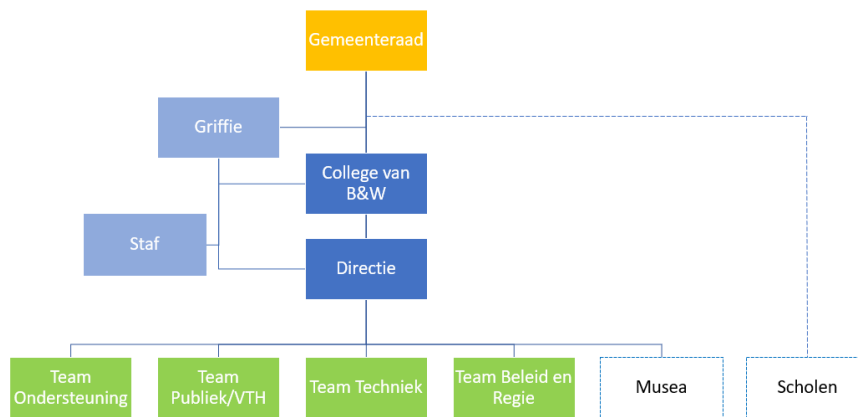 Gemeenteraad
Griffie
College van
B&W
Staf
Directie
Team
Ondersteuning
Team
Publiek/VTH
Team Techniek
Team Beleid en
Regie
Musea
Scholen